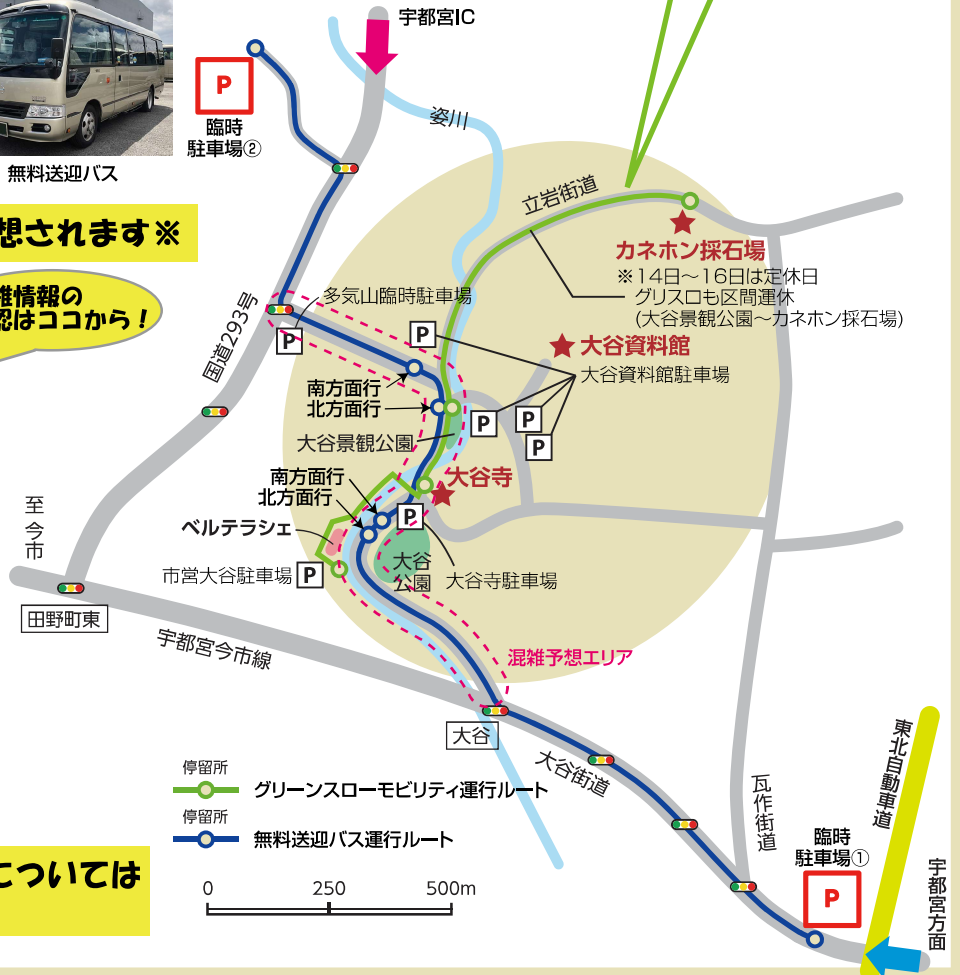 宇都宮IC
P
臨時
駐車場②
無料送迎バス
姿川
想されます※
立岩街道
カネホン採石場
※14日～16日は定休日
グリスロも区間運休
(大谷景観公園～カネホン採石場)
雑情報の
認はココから！
多気山臨時駐車場
P
P
国道293号
大谷資料館
大谷資料館駐車場
南方面行
北方面行
P
P
P
大谷景観公園
大谷寺
南方面行
北方面行
P
ベルテラシェ
至今市
大谷
公園
大谷寺駐車場
市営大谷駐車場
P
田野町東
宇都宮今市線
混雑予想エリア
大谷
大谷街道
東北自動車道
瓦作街道
停留所
グリーンスローモビリティ運行ルート
停留所
無料送迎バス運行ルート
臨時
駐車場①
P
宇都宮方面
については
0 250 500m